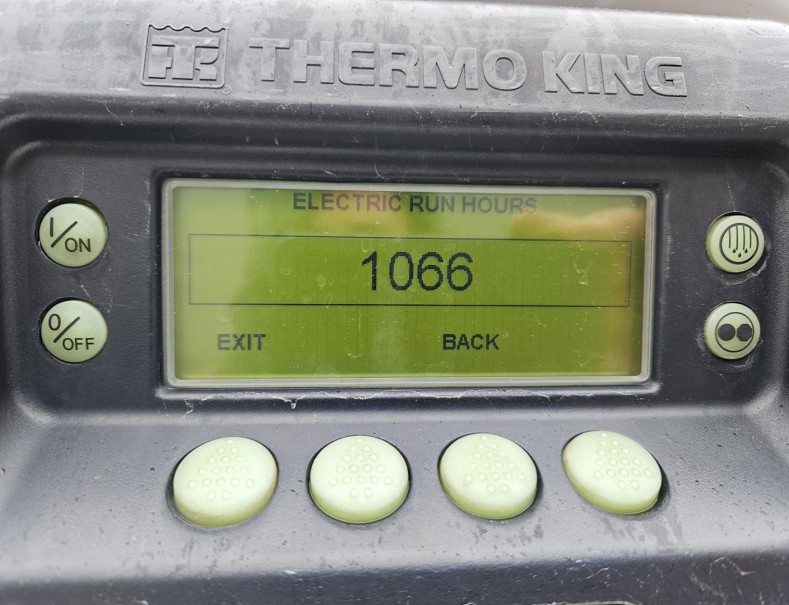 THERMO KING
ELECTRIC RUN HOURS
I/ON
1066
0/OFF
EXIT BACK